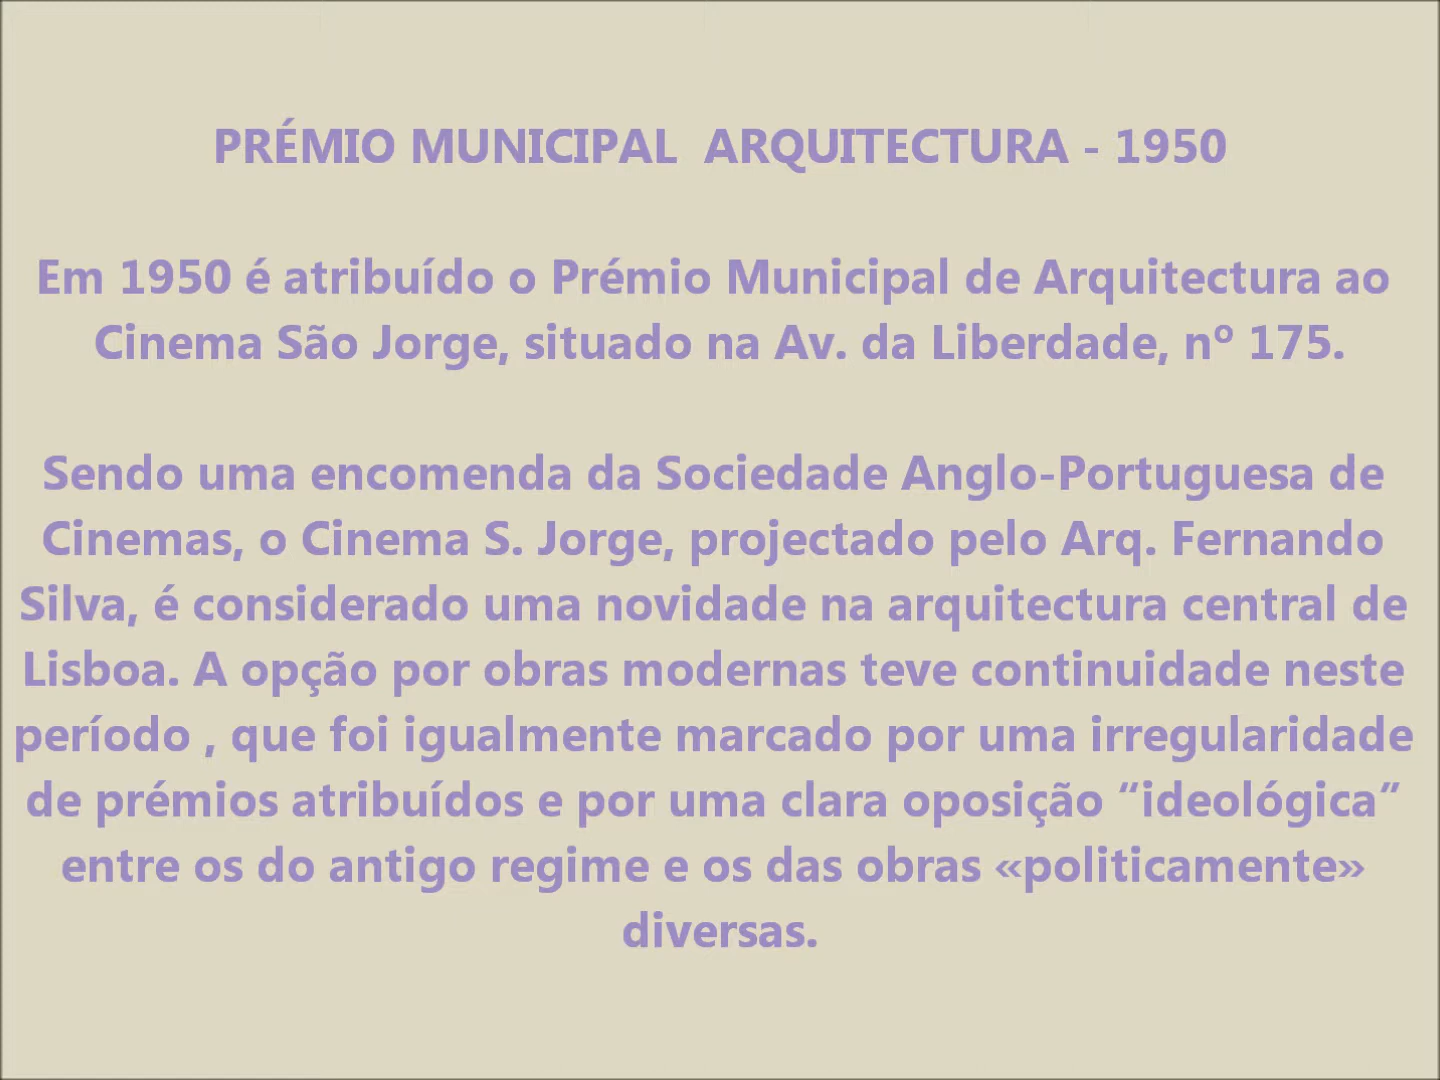 PRÉMIO MUNICIPAL  ARQUITECTURA - 1950
Em 1950 é atribuído o Prémio Municipal de Arquitectura ao
Cinema São Jorge, situado na Av. da Liberdade, nº 175.
Sendo uma encomenda da Sociedade Anglo-Portuguesa de
Cinemas, o Cinema S. Jorge, projectado pelo Arq. Fernando
Silva, é considerado uma novidade na arquitectura central de
Lisboa. A opção por obras modernas teve continuidade neste
período , que foi igualmente marcado por uma irregularidade
de prémios atribuídos e por uma clara oposição “ideológica”
entre os do antigo regime e os das obras «politicamente»
diversas.